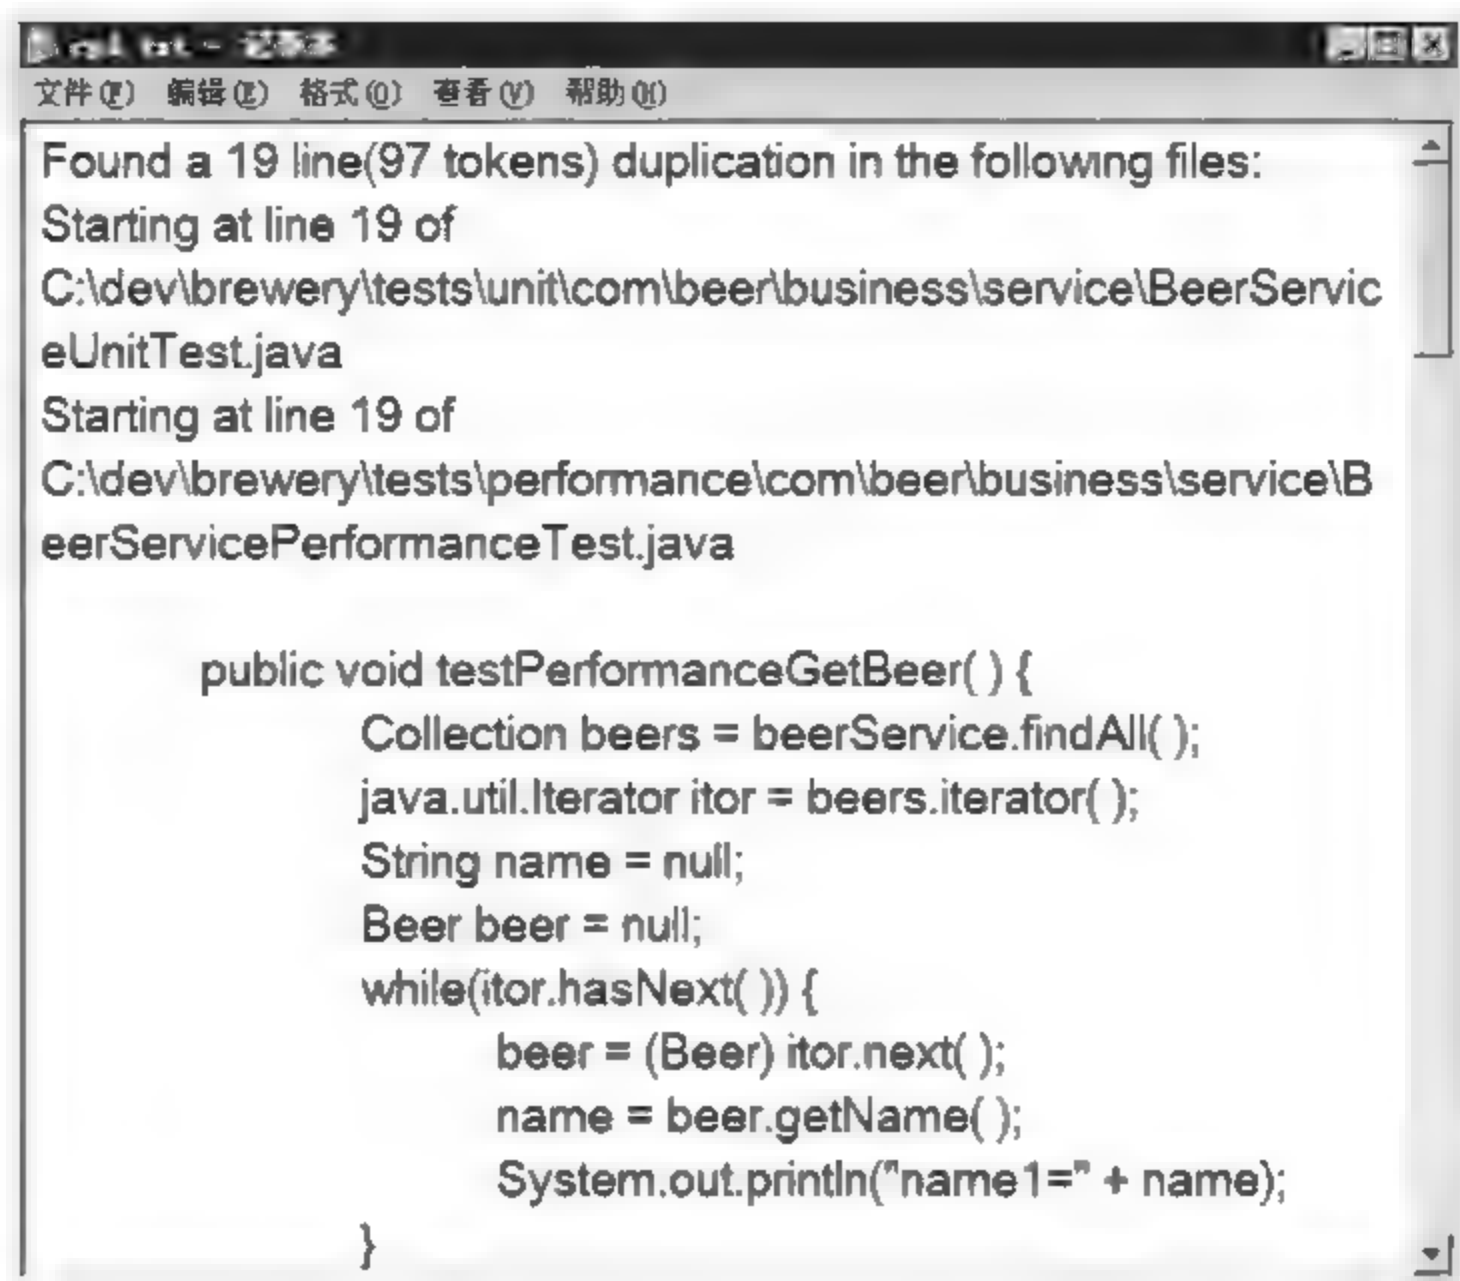 记事本
文件(F) 编辑(E) 格式(O) 查看(V) 帮助(H)
Found a 19 line(97 tokens) duplication in the following files:
Starting at line 19 of
C:\dev\brewery\tests\unit\com\beer\business\service\BeerServic
eUnitTest.java
Starting at line 19 of
C:\dev\brewery\tests\performance\com\beer\business\service\B
eerServicePerformanceTest.java
public void testPerformanceGetBeer( ) {
Collection beers = beerService.findAll( );
java.util.Iterator itor = beers.iterator( );
String name = null;
Beer beer = null;
while(itor.hasNext( )) {
beer = (Beer) itor.next( );
name = beer.getName( );
System.out.println("name1=" + name);
}